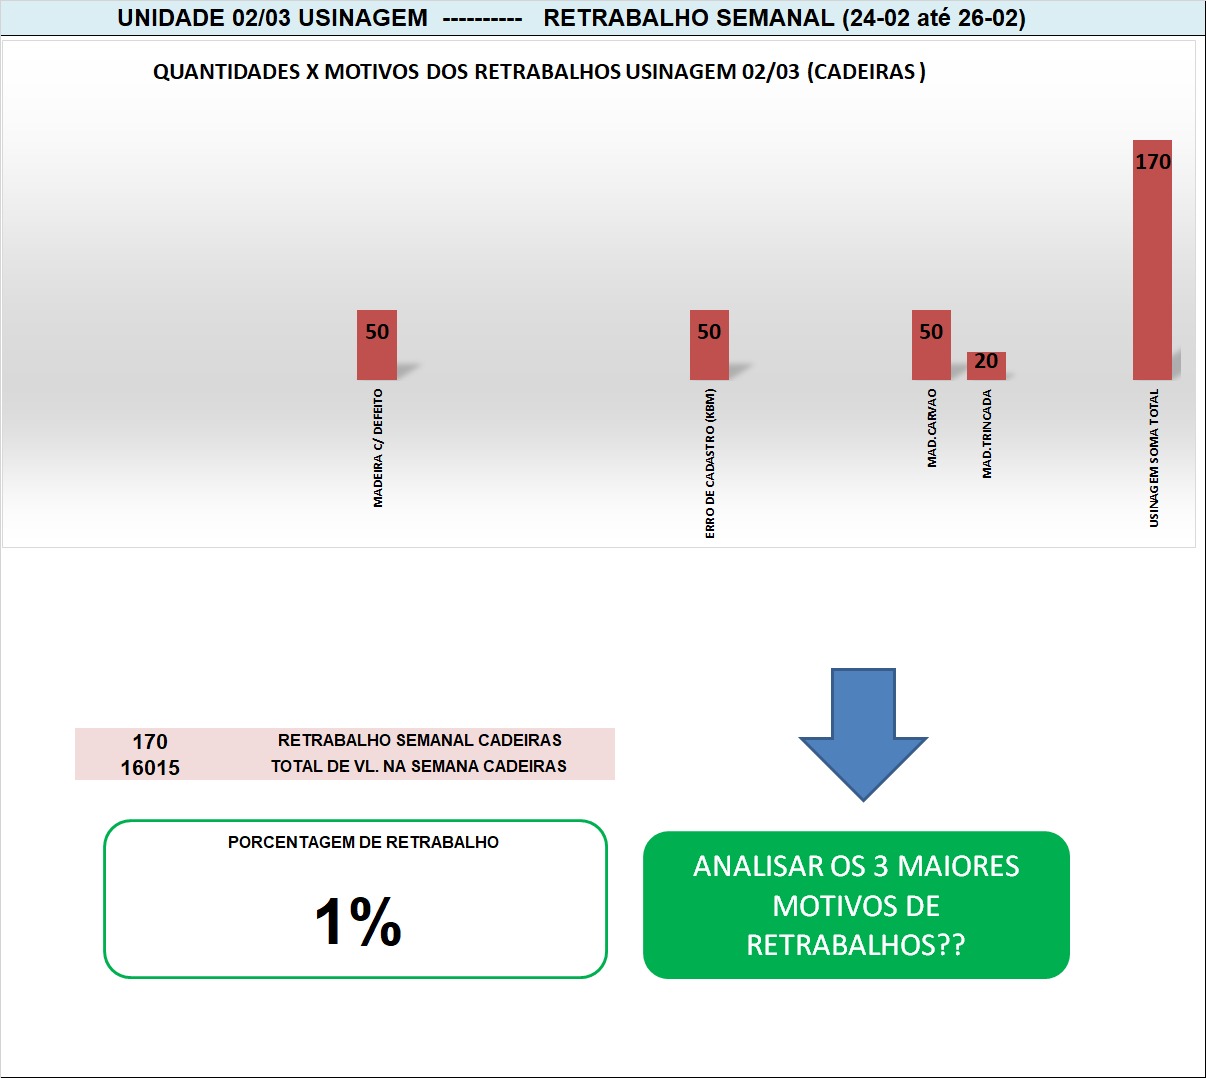 UNIDADE 02/03 USINAGEM ---------- RETRABALHO SEMANAL (24-02 até 26-02)
QUANTIDADES X MOTIVOS DOS RETRABALHOS USINAGEM 02/03 (CADEIRAS)
170
50
50
50
20
MADEIRA C/ DEFEITO
ERRO DE CADASTRO (KBM)
MAD.CARVAO
MAD.TRINCADA
USINAGEM SOMA TOTAL
170 RETRABALHO SEMANAL CADEIRAS
16015 TOTAL DE VL. NA SEMANA CADEIRAS
PORCENTAGEM DE RETRABALHO
1%
ANALISAR OS 3 MAIORES
MOTIVOS DE
RETRABALHOS??